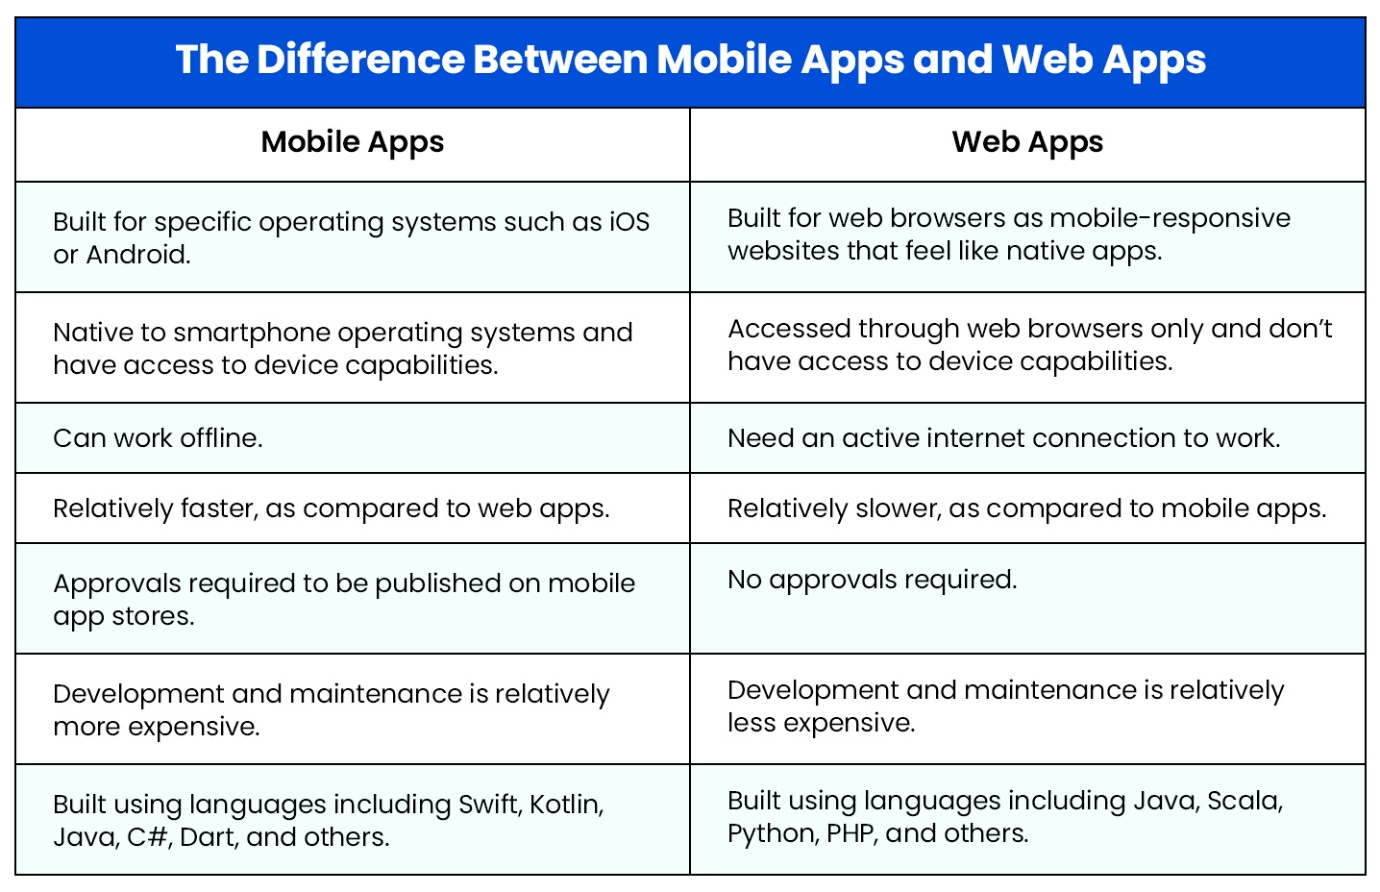 The Difference Between Mobile Apps and Web Apps
Mobile Apps
Web Apps
Built for specific operating systems such as iOS
or Android.
Built for web browsers as mobile-responsive
websites that feel like native apps.
Native to smartphone operating systems and
have access to device capabilities.
Accessed through web browsers only and don't
have access to device capabilities.
Can work offline.
Need an active internet connection to work.
Relatively faster, as compared to web apps.
Relatively slower, as compared to mobile apps.
Approvals required to be published on mobile
app stores.
No approvals required.
Development and maintenance is relatively
more expensive.
Development and maintenance is relatively
less expensive.
Built using languages including Swift, Kotlin,
Java, C#, Dart, and others.
Built using languages including Java, Scala,
Python, PHP, and others.